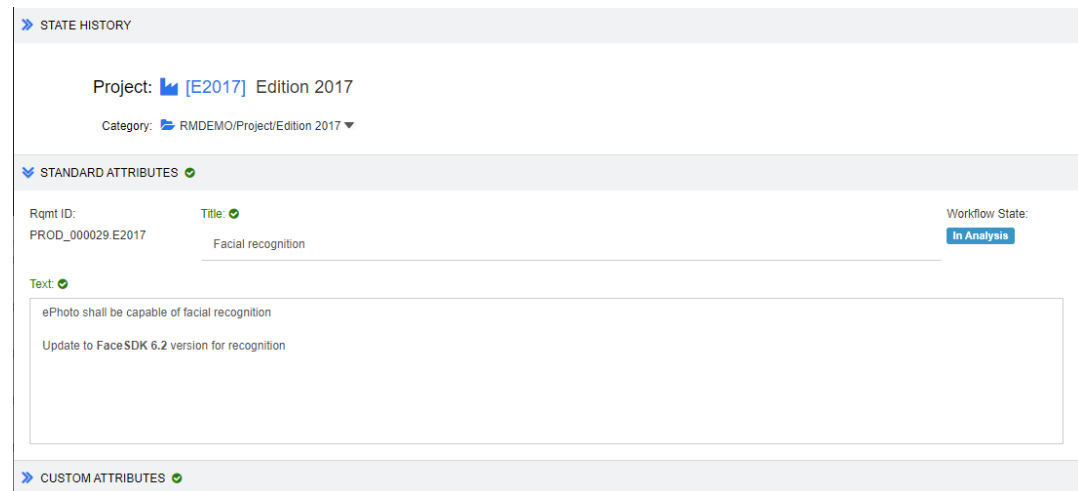 STATE HISTORY
Project: [E2017] Edition 2017
Category: RMDEMO/Project/Edition 2017
STANDARD ATTRIBUTES
Rqmt ID: Title: Workflow State:
PROD_000029.E2017 Facial recognition In Analysis
Text:
ePhoto shall be capable of facial recognition
Update to FaceSDK 6.2 version for recognition
CUSTOM ATTRIBUTES